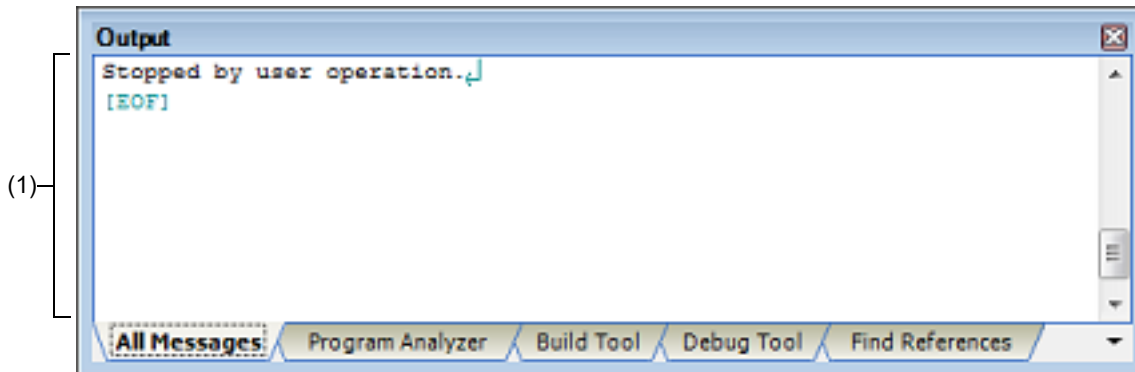 Output
Stopped by user operation.
[EOF]
(1)
All Messages Program Analyzer Build Tool Debug Tool Find References